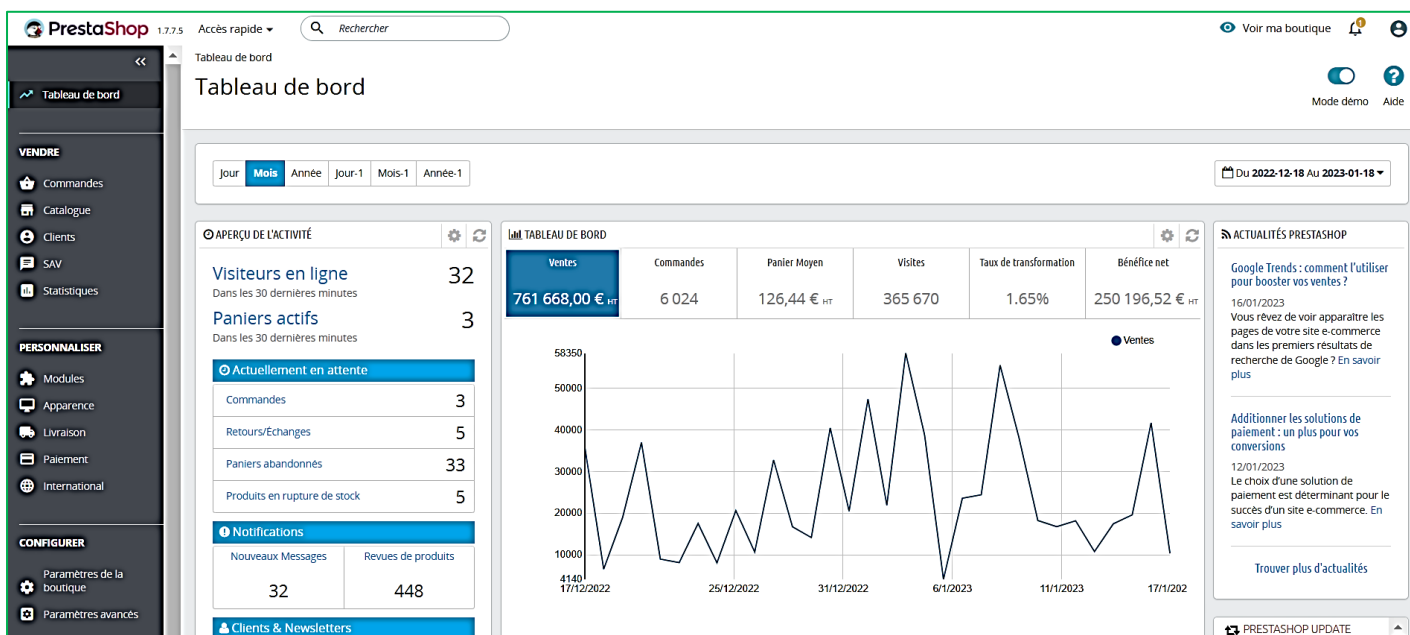 PrestaShop 1.7.7.5 Accès rapide Rechercher Voir ma boutique 1
Tableau de bord
Tableau de bord
Mode démo Aide
Tableau de bord
VENDRE
Commandes
Catalogue
Clients
SAV
Statistiques
PERSONNALISER
Modules
Apparence
Livraison
Paiement
International
CONFIGURER
Paramètres de la
boutique
Paramètres avancés
Jour Mois Année Jour-1 Mois-1 Année-1
Du 2022-12-18 Au 2023-01-18
APERÇU DE L'ACTIVITÉ
Visiteurs en ligne 32
Dans les 30 dernières minutes
Paniers actifs 3
Dans les 30 dernières minutes
Actuellement en attente
Commandes 3
Retours/Échanges 5
Paniers abandonnés 33
Produits en rupture de stock 5
Notifications
Nouveaux Messages Revues de produits
32 448
Clients & Newsletters
TABLEAU DE BORD
Ventes Commandes Panier Moyen Visites Taux de transformation Bénéfice net
761 668,00 € HT 6 024 126,44 € HT 365 670 1.65% 250 196,52 € HT
Ventes
58350
50000
40000
30000
20000
10000
4140
17/12/2022 25/12/2022 31/12/2022 6/1/2023 11/1/2023 17/1/202
ACTUALITÉS PRESTASHOP
Google Trends : comment l'utiliser
pour booster vos ventes ?
16/01/2023
Vous rêvez de voir apparaître les
pages de votre site e-commerce
dans les premiers résultats de
recherche de Google ? En savoir
plus
Additionner les solutions de
paiement : un plus pour vos
conversions
12/01/2023
Le choix d'une solution de
paiement est déterminant pour le
succès d'un site e-commerce. En
savoir plus
Trouver plus d'actualités
PRESTASHOP UPDATE